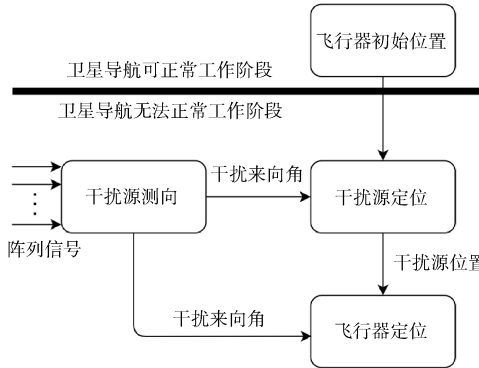 飞行器初始位置
卫星导航可正常工作阶段
卫星导航无法正常工作阶段
干扰来向角
干扰源测向
干扰源定位
阵列信号
干扰源位置
干扰来向角
飞行器定位